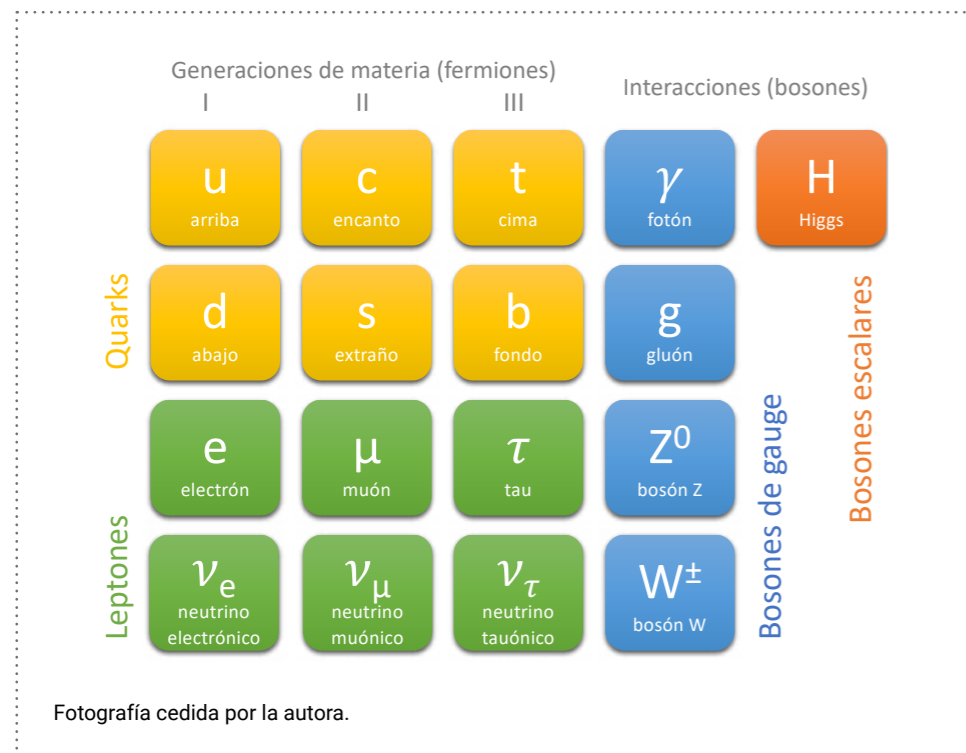 Generaciones de materia (fermiones)
I II III
Interacciones (bosones)
u
arriba
c
encanto
t
cima
γ
fotón
H
Higgs
Quarks
d
abajo
s
extraño
b
fondo
g
gluón
Bosones escalares
Leptones
e
electrón
μ
muón
τ
tau
Z⁰
bosón Z
Bosones de gauge
νe
neutrino
electrónico
νμ
neutrino
muónico
ντ
neutrino
tauónico
W±
bosón W
Fotografía cedida por la autora.